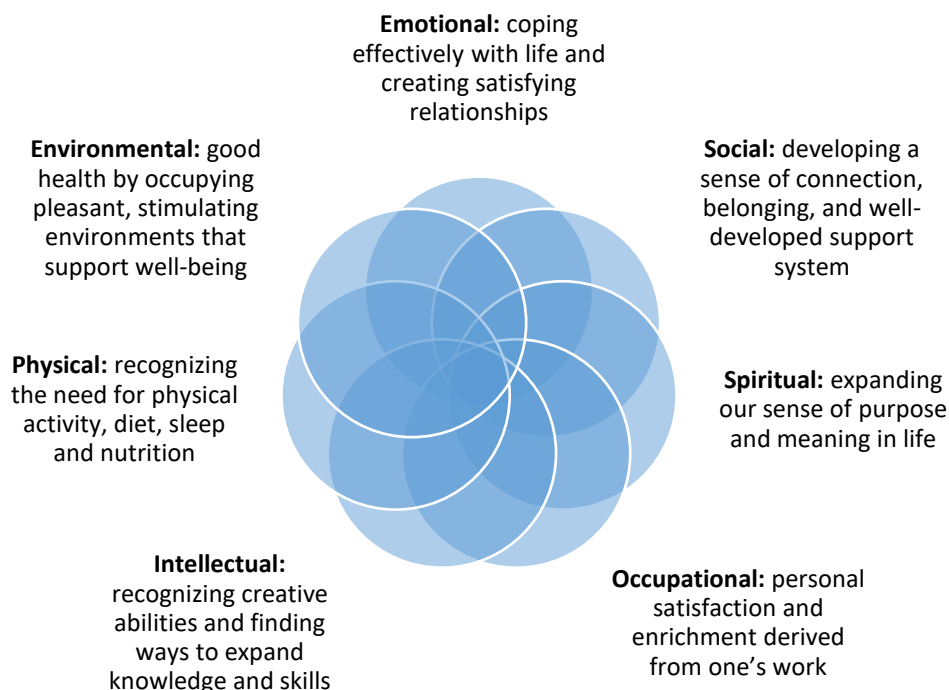 Emotional: coping
effectively with life and
creating satisfying
relationships
Social: developing a
sense of connection,
belonging, and well-
developed support
system
Spiritual: expanding
our sense of purpose
and meaning in life
Occupational: personal
satisfaction and
enrichment derived
from one’s work
Intellectual:
recognizing creative
abilities and finding
ways to expand
knowledge and skills
Physical: recognizing
the need for physical
activity, diet, sleep
and nutrition
Environmental: good
health by occupying
pleasant, stimulating
environments that
support well-being